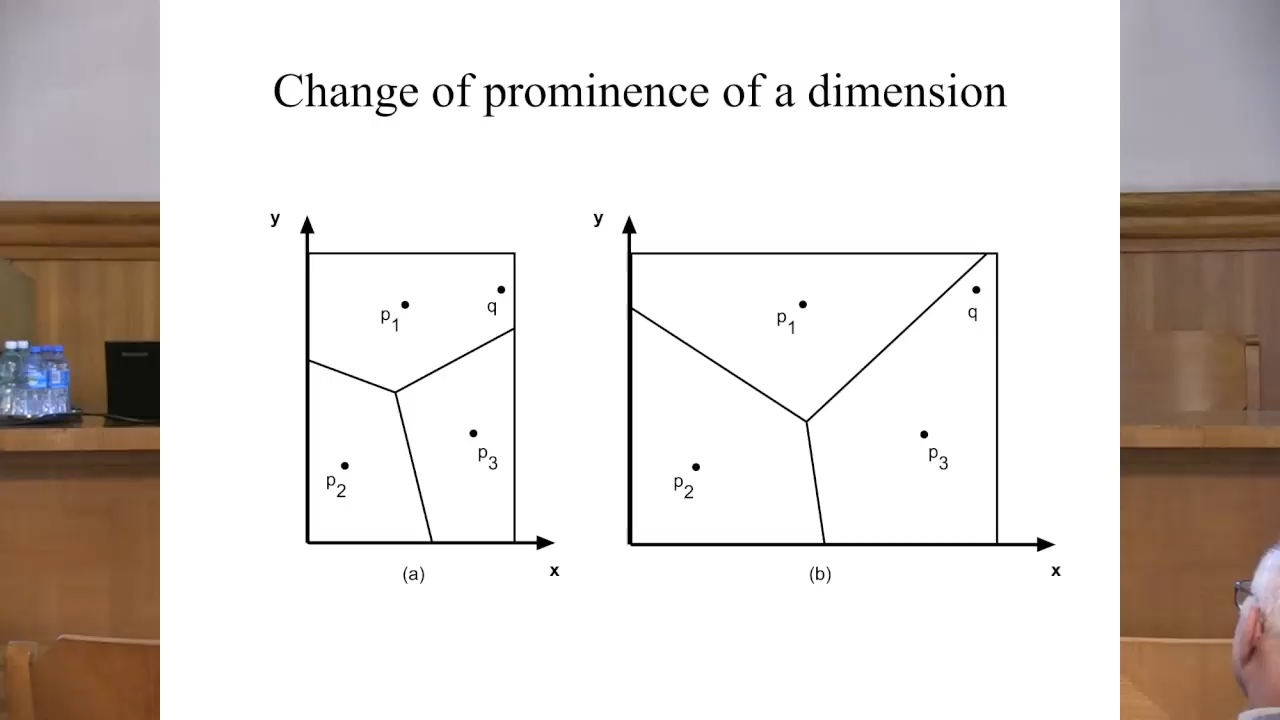 Change of prominence of a dimension
y
p1
q
p2
p3
(a)
x
y
p1
q
p2
p3
(b)
x